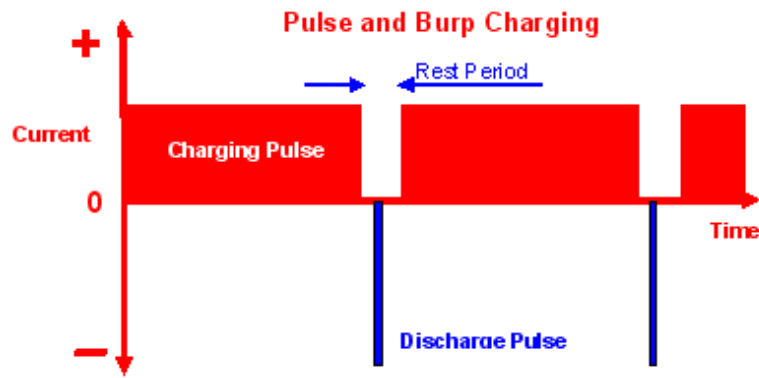 Pulse and Burp Charging
+
Rest Period
Current
Charging Pulse
0
Time
−
Discharge Pulse